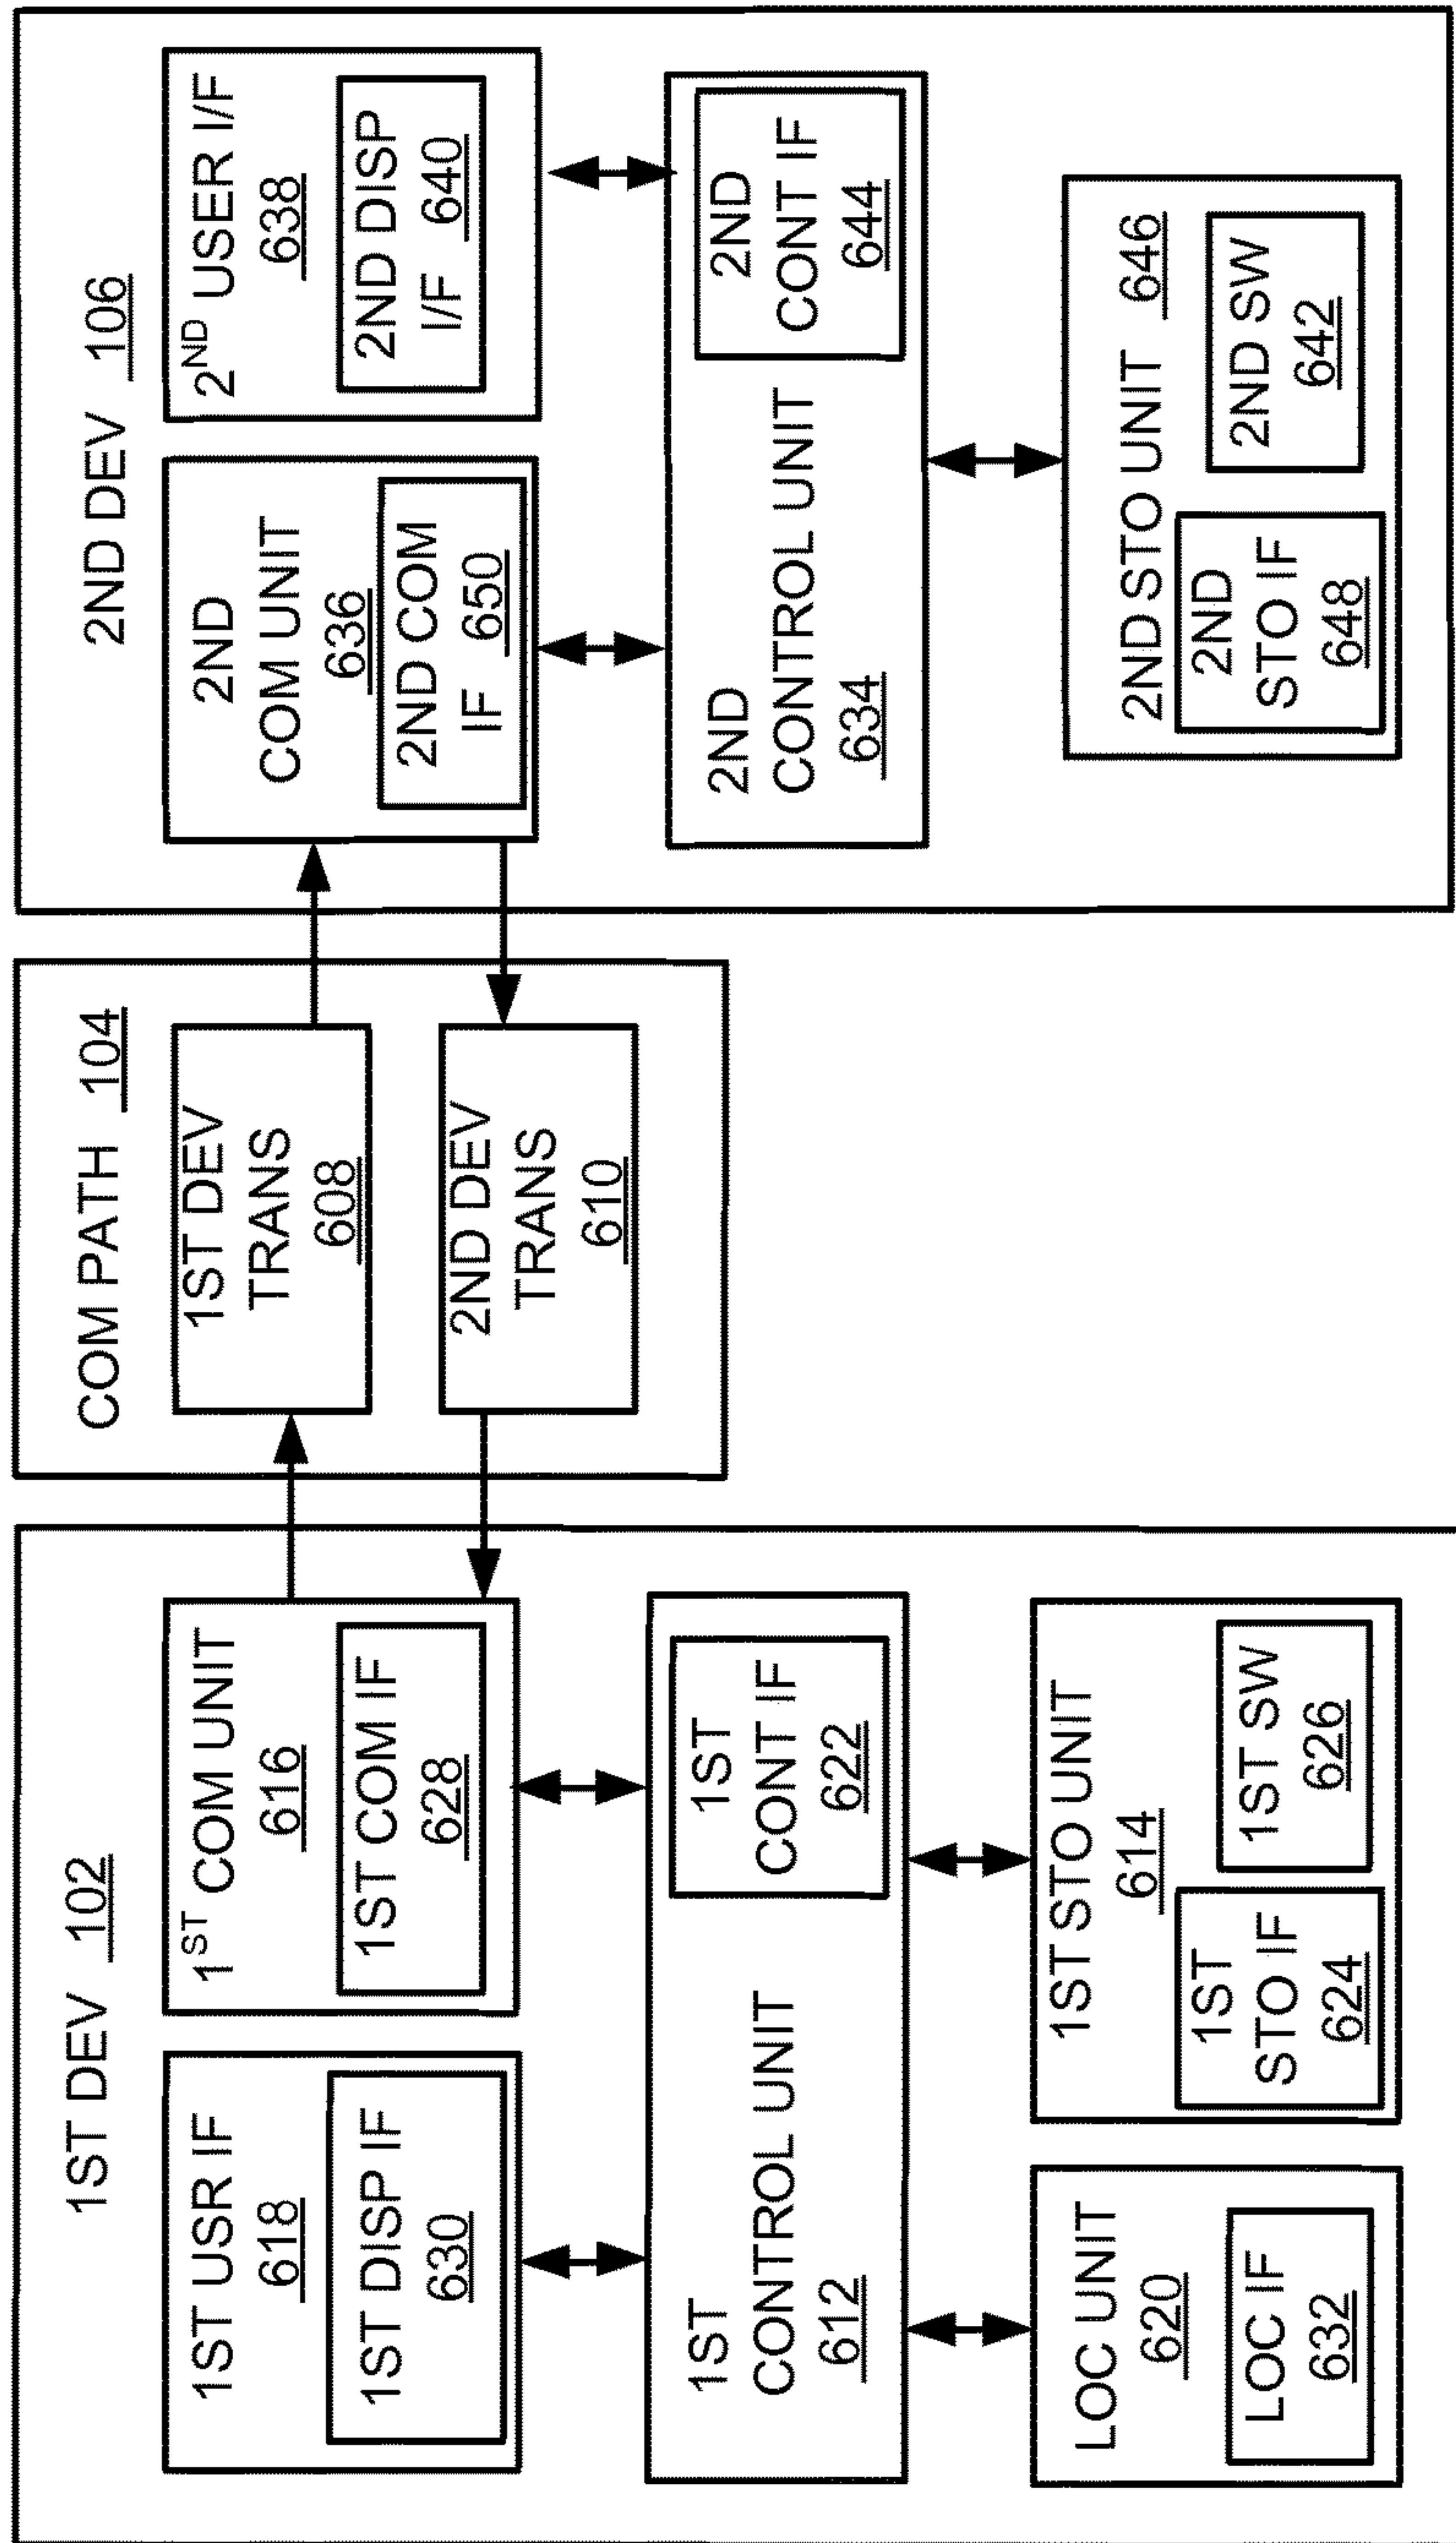 1ST DEV 102
1ST USR IF
618
1ST DISP IF
630
1ST COM UNIT
616
1ST COM IF
628
1ST
CONTROL UNIT
612
1ST
CONT IF
622
LOC UNIT
620
LOC IF
632
1ST STO UNIT
614
1ST
STO IF
624
1ST SW
626
COM PATH 104
1ST DEV
TRANS
608
2ND DEV
TRANS
610
2ND DEV 106
2ND
COM UNIT
636
2ND COM
IF 650
2ND USER I/F
638
2ND DISP
I/F 640
2ND
CONTROL UNIT
634
2ND
CONT IF
644
2ND STO UNIT 646
2ND
STO IF
648
2ND SW
642